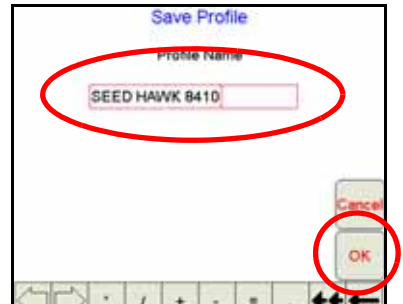 Save Profile
Profile Name
SEED HAWK 8410
Cancel
OK
' / + - =